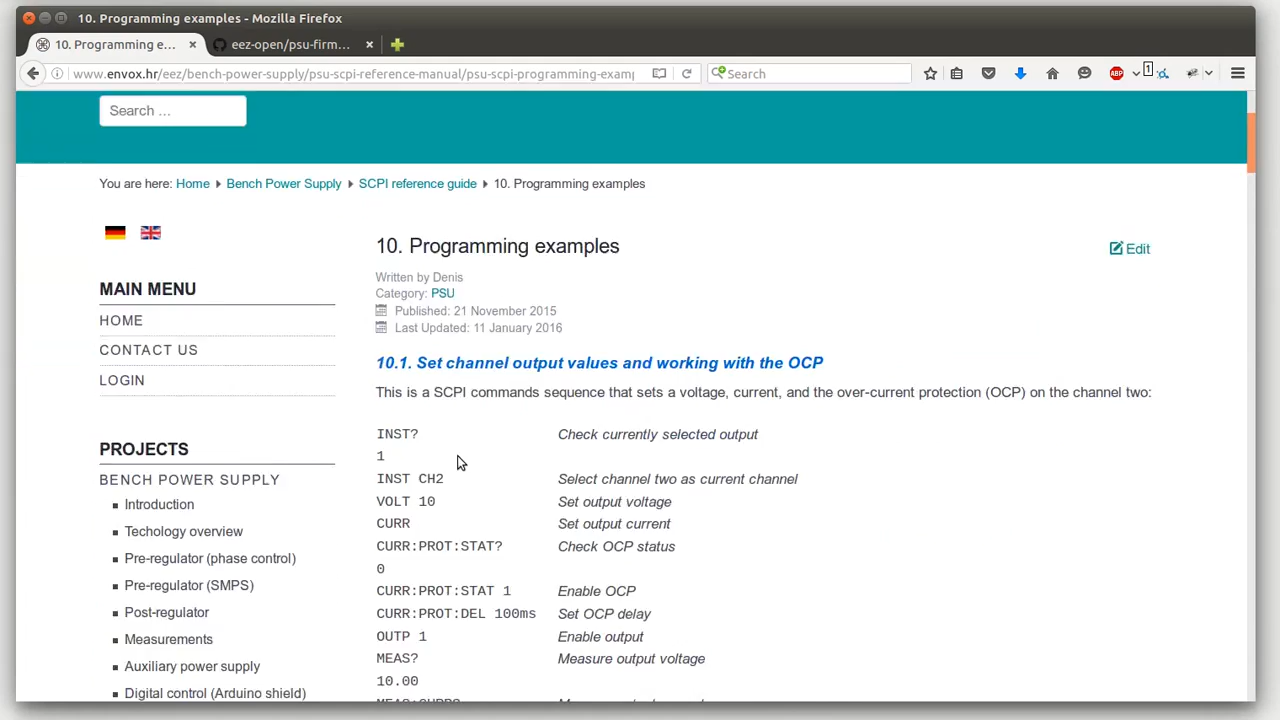 10. Programming examples - Mozilla Firefox
10. Programming e...
eez-open/psu-firm...
www.envox.hr/eez/bench-power-supply/psu-scpi-reference-manual/psu-scpi-programming-examp
Search
ABP
1
Search ...
You are here: Home Bench Power Supply SCPI reference guide 10. Programming examples
10. Programming examples
Edit
Written by Denis
Category: PSU
Published: 21 November 2015
Last Updated: 11 January 2016
MAIN MENU
HOME
CONTACT US
LOGIN
PROJECTS
BENCH POWER SUPPLY
Introduction
Techology overview
Pre-regulator (phase control)
Pre-regulator (SMPS)
Post-regulator
Measurements
Auxiliary power supply
Digital control (Arduino shield)
10.1. Set channel output values and working with the OCP
This is a SCPI commands sequence that sets a voltage, current, and the over-current protection (OCP) on the channel two:
INST? Check currently selected output
1
INST CH2 Select channel two as current channel
VOLT 10 Set output voltage
CURR Set output current
CURR:PROT:STAT? Check OCP status
0
CURR:PROT:STAT 1 Enable OCP
CURR:PROT:DEL 100ms Set OCP delay
OUTP 1 Enable output
MEAS? Measure output voltage
10.00